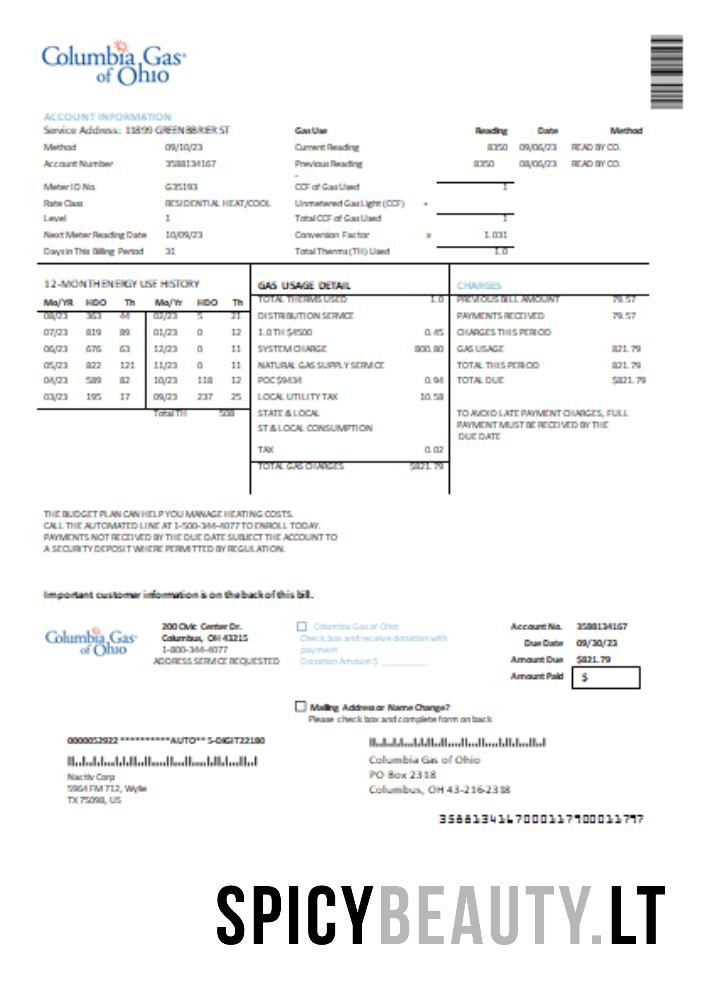 Columbia Gas®
of Ohio
ACCOUNT INFORMATION
Service Address: 11899 GREENBBRIER ST
Method 09/10/23
Account Number 3588134167
Meter ID No. G35193
Rate Class RESIDENTIAL HEAT/COOL
Level 1
Next Meter Reading Date 10/09/23
Days in This Billing Period 31
Gas Use Reading Date Method
Current Reading 8350 09/06/23 READ BY CO.
Previous Reading 8350 08/06/23 READ BY CO.
-
CCF of Gas Used 1
Unmetered Gas Light (CCF) +
Total CCF of Gas Used 1
Conversion Factor x 1.031
Total Therms (TH) Used 1.0
12-MONTH ENERGY USE HISTORY
Mo/YR HDO Th Mo/Yr HDO Th
08/23 363 44 02/23 5 21
07/23 819 89 01/23 0 12
06/23 676 63 12/23 0 11
05/23 822 121 11/23 0 11
04/23 589 82 10/23 118 12
03/23 195 17 09/23 237 25
Total TH 508
GAS USAGE DETAIL
TOTAL THERMS USED 1.0
DISTRIBUTION SERVICE
1.0 TH $4500 0.45
SYSTEM CHARGE 800.80
NATURAL GAS SUPPLY SERVICE
POC $9434 0.94
LOCAL UTILITY TAX 10.58
STATE & LOCAL
ST & LOCAL CONSUMPTION
TAX 0.02
TOTAL GAS CHARGES $821.79
CHARGES
PREVIOUS BILL AMOUNT 79.57
PAYMENTS RECEIVED 79.57
CHARGES THIS PERIOD
GAS USAGE 821.79
TOTAL THIS PERIOD 821.79
TOTAL DUE $821.79
TO AVOID LATE PAYMENT CHARGES, FULL
PAYMENT MUST BE RECEIVED BY THE
DUE DATE
THE BUDGET PLAN CAN HELP YOU MANAGE HEATING COSTS.
CALL THE AUTOMATED LINE AT 1-500-344-4077 TO ENROLL TODAY.
PAYMENTS NOT RECEIVED BY THE DUE DATE SUBJECT THE ACCOUNT TO
A SECURITY DEPOSIT WHERE PERMITTED BY REGULATION.
Important customer information is on the back of this bill.
Columbia Gas®
of Ohio
200 Civic Center Dr.
Columbus, OH 43215
1-800-344-4077
ADDRESS SERVICE REQUESTED
Columbia Gas of Ohio
Check box and receive donation with
payment
Donation Amount $ __________
Account No. 3588134167
Due Date 09/30/23
Amount Due $821.79
Amount Paid $
Mailing Address or Name Change?
Please check box and complete form on back
0000052922 **********AUTO** 5-DIGIT22180
Nactiv Corp
5964 FM 712, Wylie
TX 75098, US
Columbia Gas of Ohio
PO Box 2318
Columbus, OH 43-216-2318
3588134167000117900011797
SPICYBEAUTY.LT